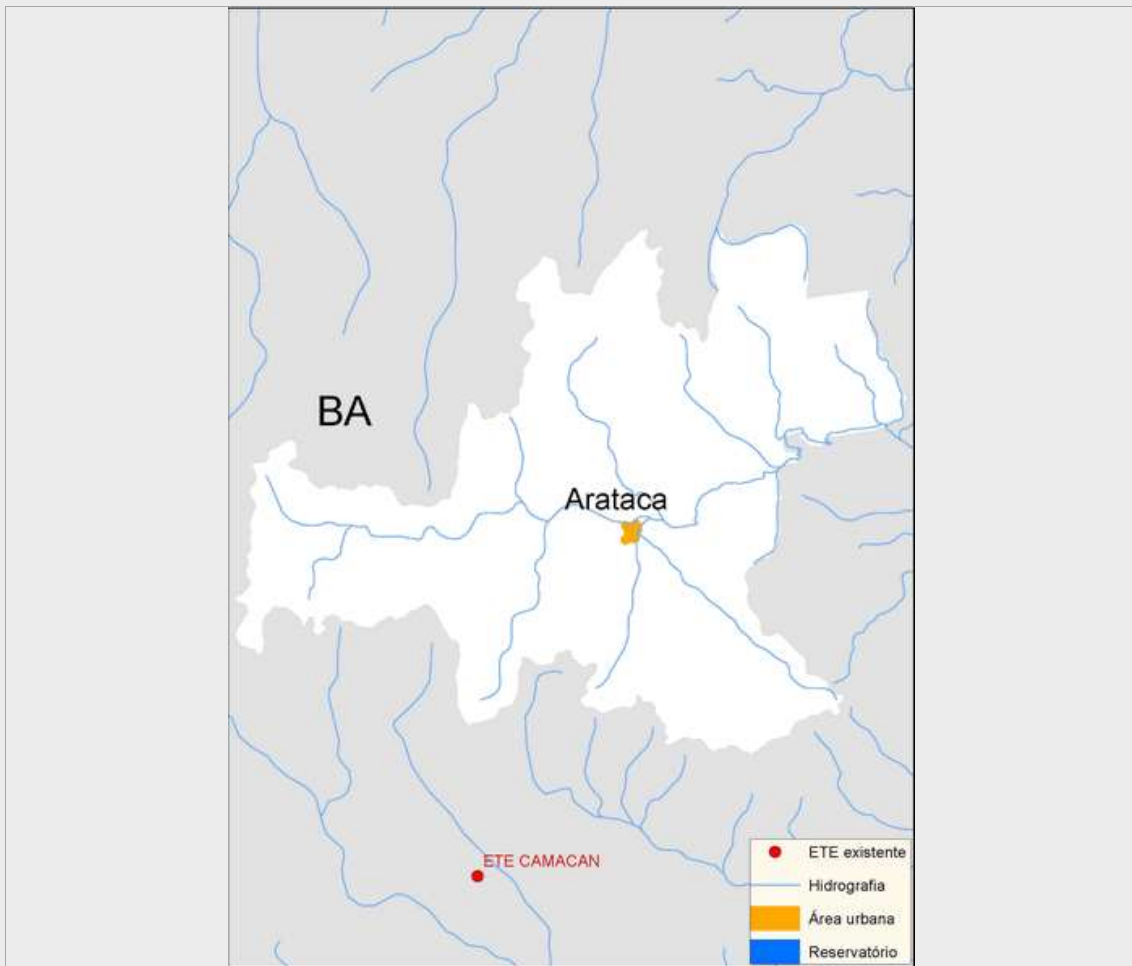 BA
Arataca
ETE CAMACAN
ETE existente
Hidrografia
Área urbana
Reservatório